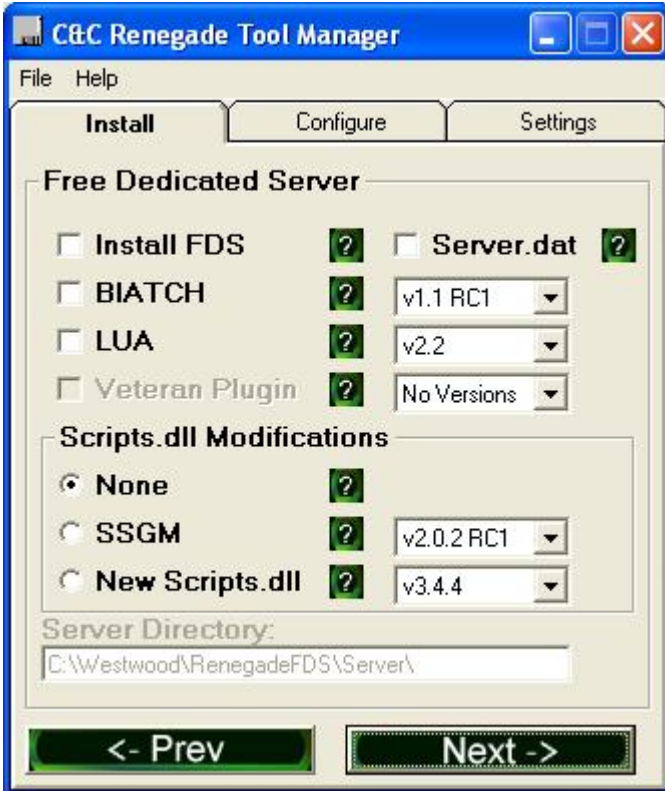 C&C Renegade Tool Manager
File Help
Install Configure Settings
Free Dedicated Server
Install FDS ? Server.dat ?
BIATCH ? v1.1 RC1
LUA ? v2.2
Veteran Plugin ? No Versions
Scripts.dll Modifications
None ?
SSGM ? v2.0.2 RC1
New Scripts.dll ? v3.4.4
Server Directory:
C:\Westwood\RenegadeFDS\Server\
<- Prev Next ->